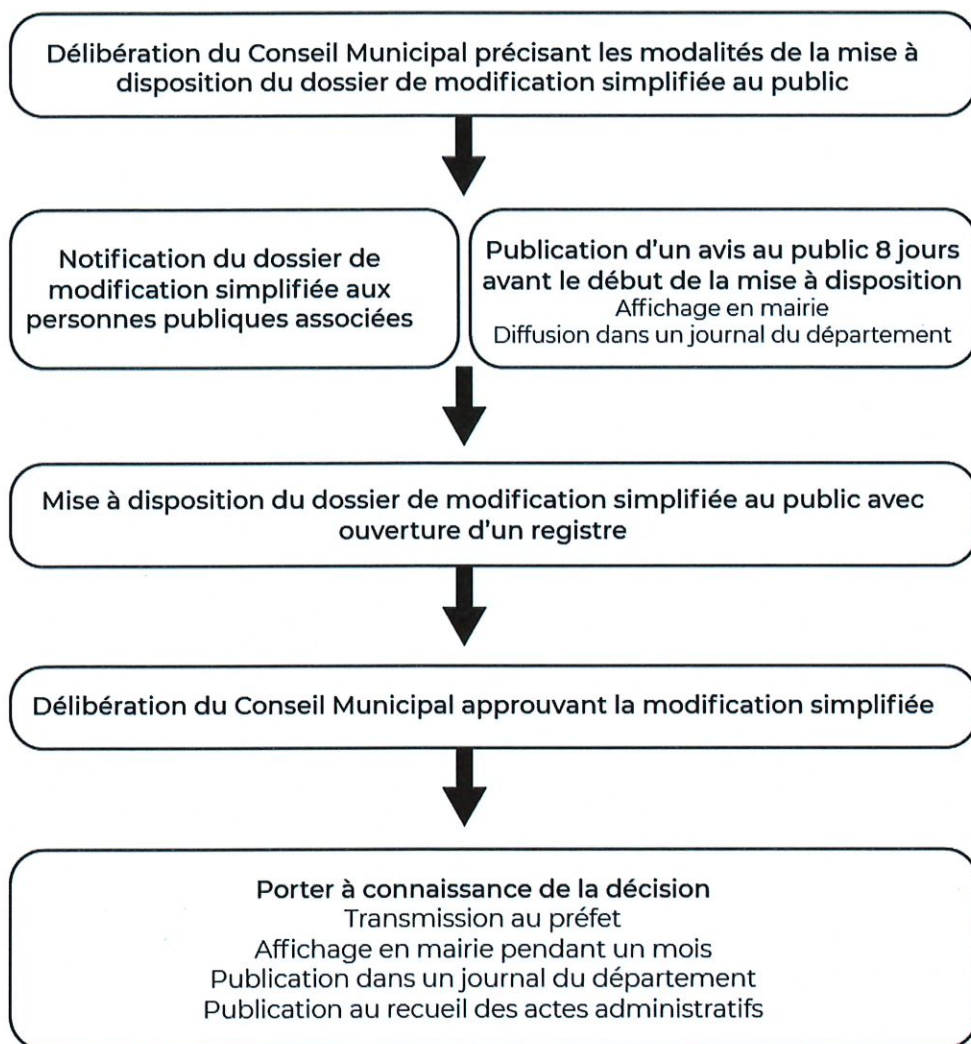 Délibération du Conseil Municipal précisant les modalités de la mise à
disposition du dossier de modification simplifiée au public
Notification du dossier de
modification simplifiée aux
personnes publiques associées
Publication d'un avis au public 8 jours
avant le début de la mise à disposition
Affichage en mairie
Diffusion dans un journal du département
Mise à disposition du dossier de modification simplifiée au public avec
ouverture d'un registre
Délibération du Conseil Municipal approuvant la modification simplifiée
Porter à connaissance de la décision
Transmission au préfet
Affichage en mairie pendant un mois
Publication dans un journal du département
Publication au recueil des actes administratifs